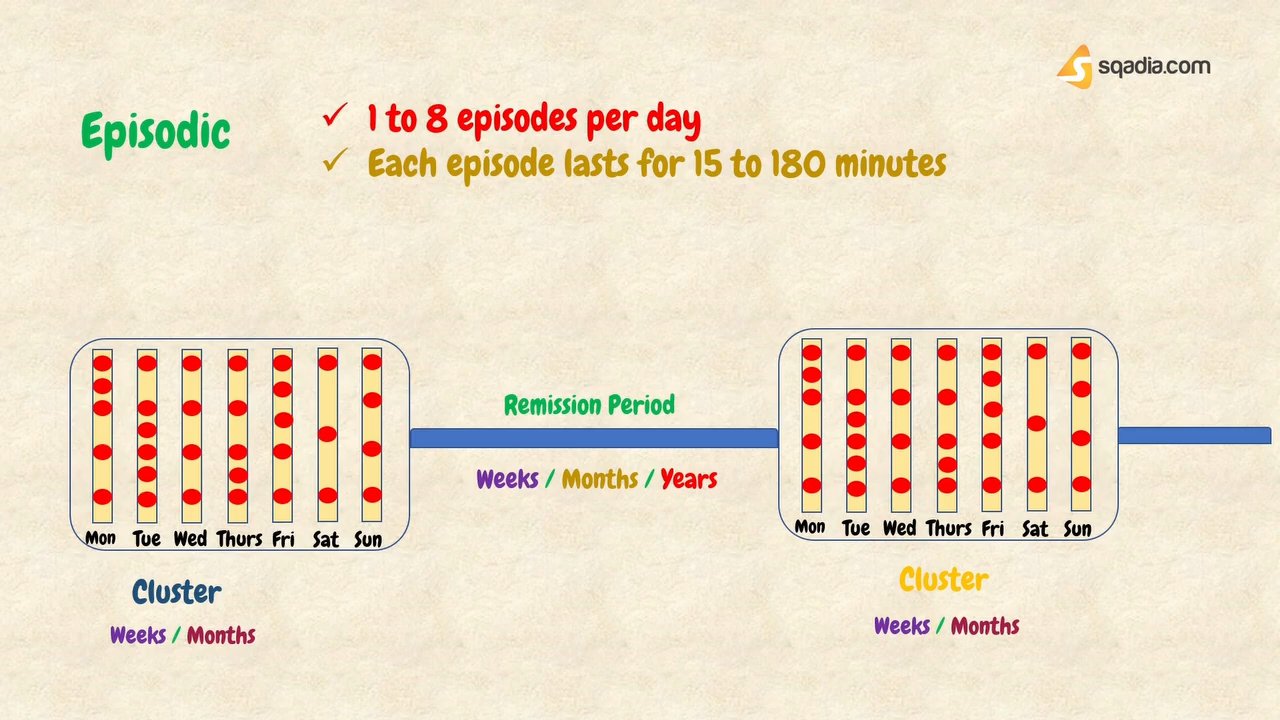 sqadia.com
Episodic
✓ 1 to 8 episodes per day
✓ Each episode lasts for 15 to 180 minutes
Mon Tue Wed Thurs Fri Sat Sun
Cluster
Weeks / Months
Remission Period
Weeks / Months / Years
Mon Tue Wed Thurs Fri Sat Sun
Cluster
Weeks / Months